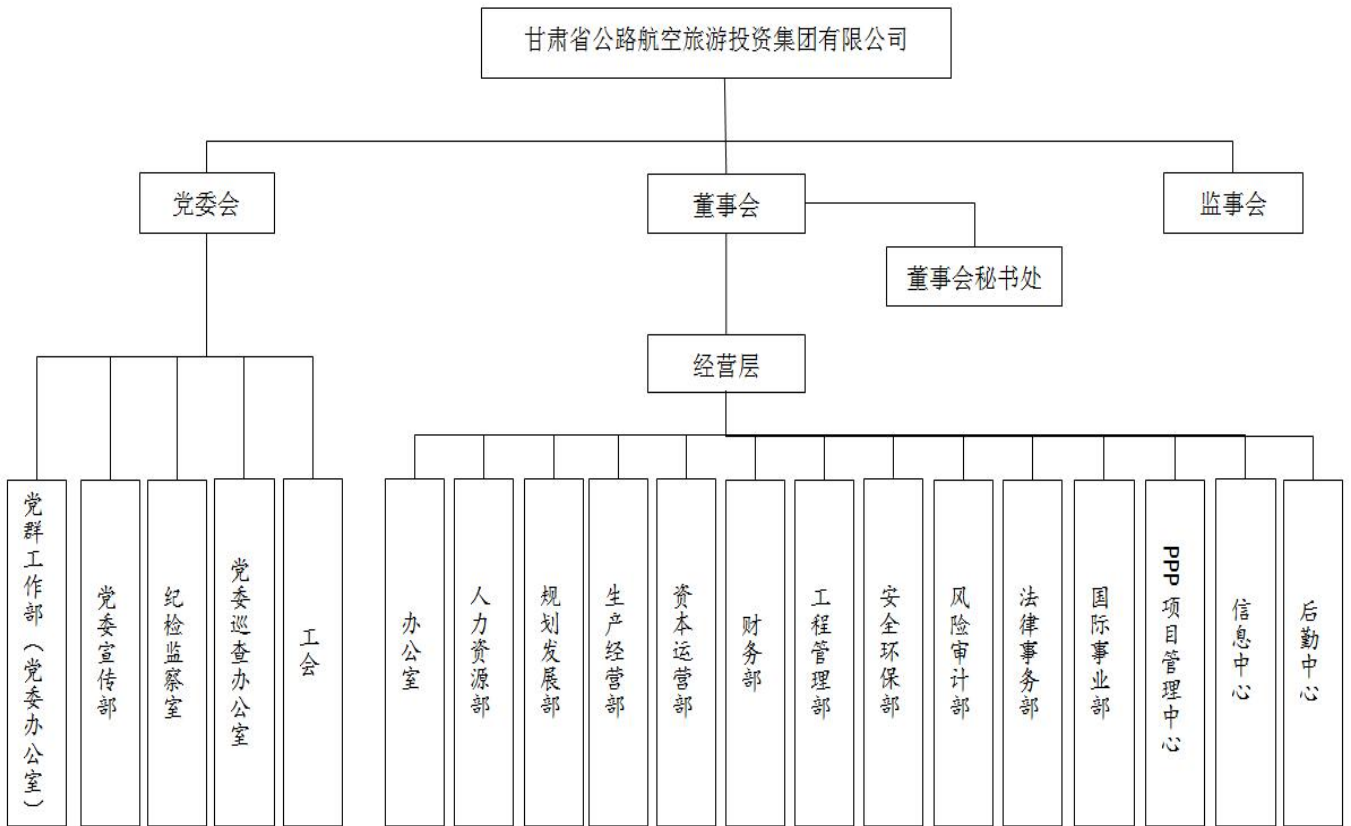 甘肃省公路航空旅游投资集团有限公司
党委会
董事会
监事会
董事会秘书处
经营层
党群工作部（党委办公室）
党委宣传部
纪检监察室
党委巡查办公室
工会
办公室
人力资源部
规划发展部
生产经营部
资本运营部
财务部
工程管理部
安全环保部
风险审计部
法律事务部
国际事业部
PPP项目管理中心
信息中心
后勤中心